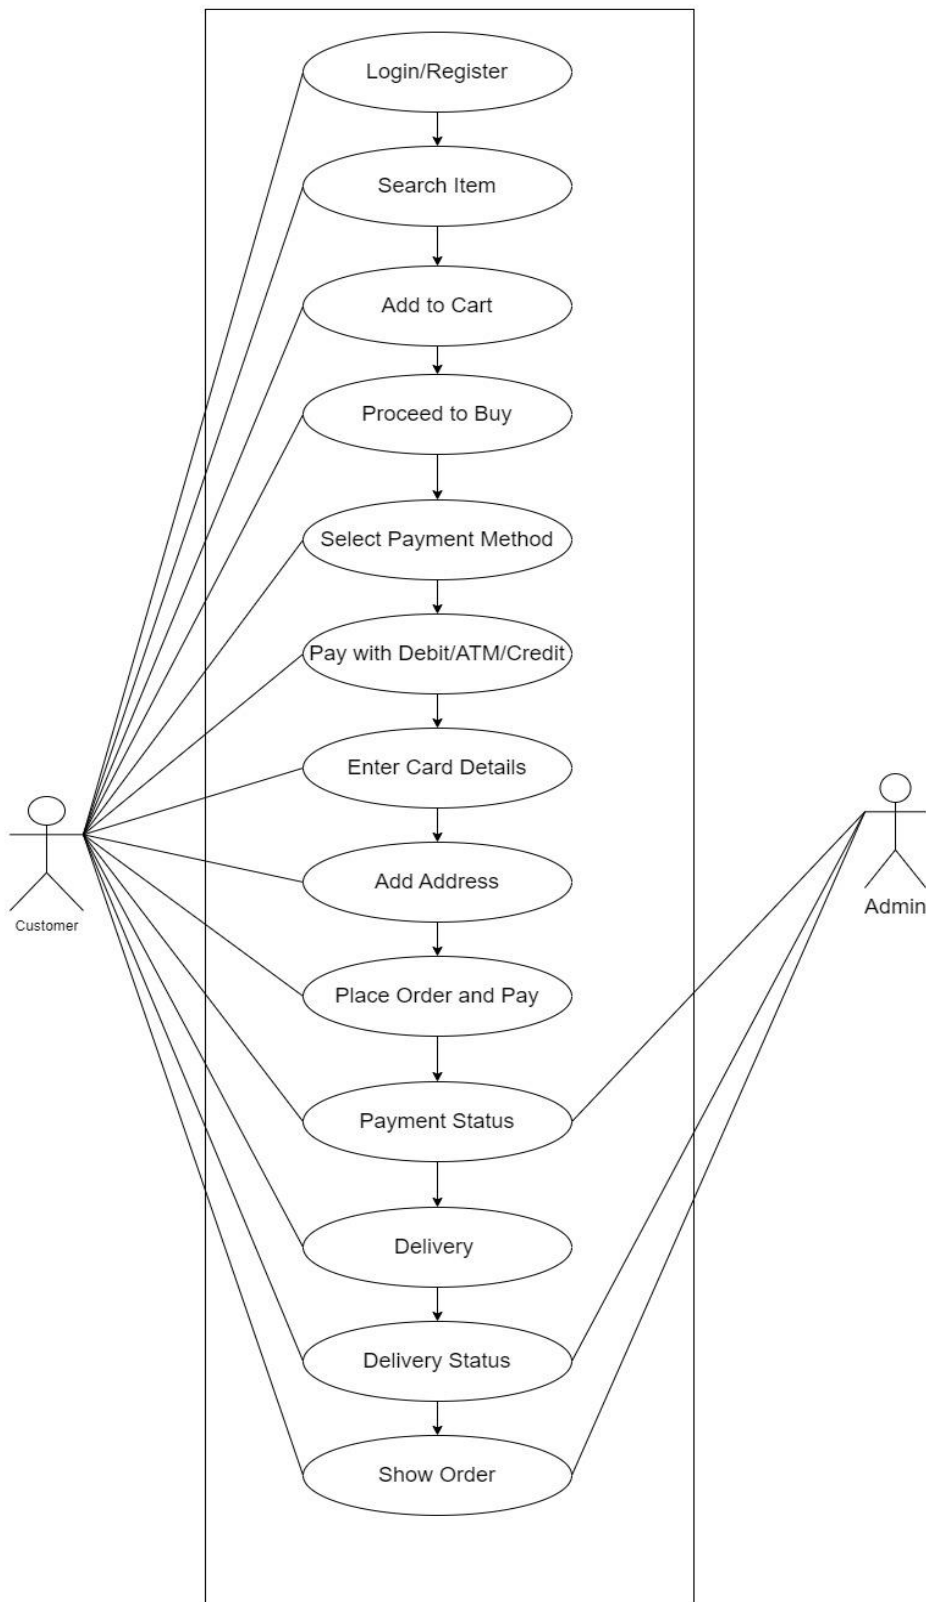 Login/Register
Search Item
Add to Cart
Proceed to Buy
Select Payment Method
Pay with Debit/ATM/Credit
Enter Card Details
Add Address
Customer
Admin
Place Order and Pay
Payment Status
Delivery
Delivery Status
Show Order